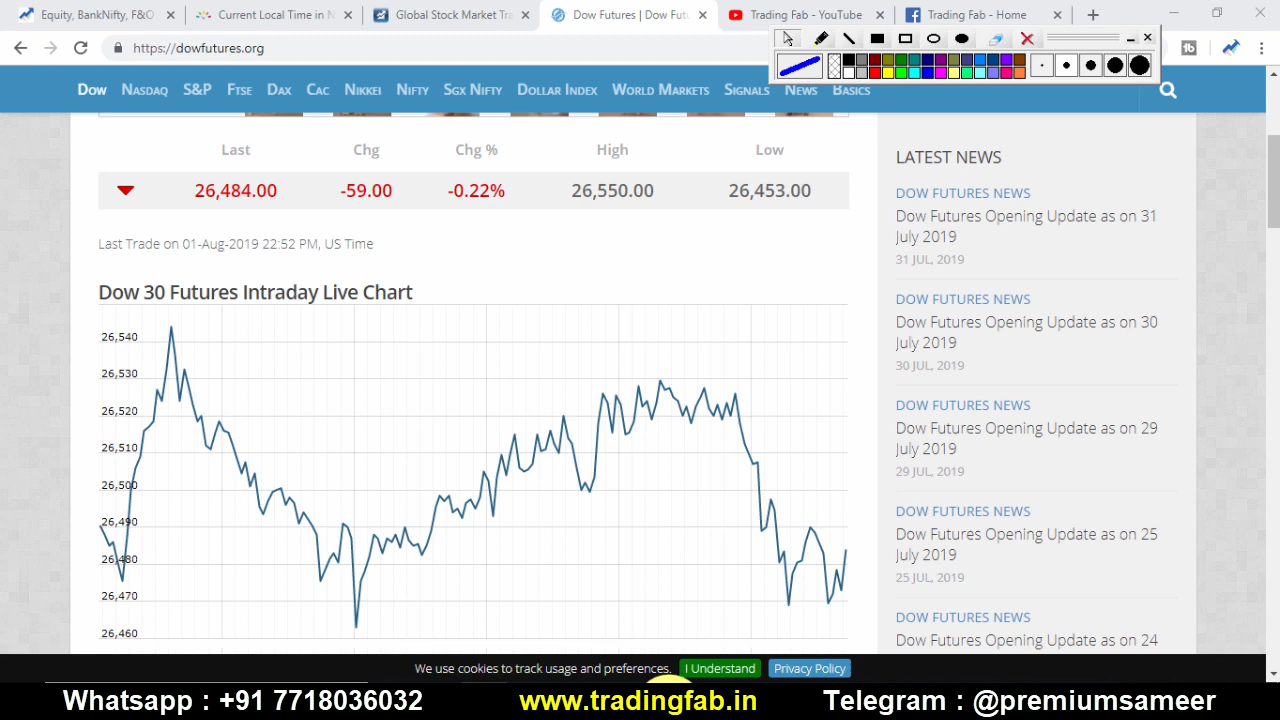 Equity, BankNifty, F&O
Current Local Time in N
Global Stock Market Tra
Dow Futures | Dow Futu
Trading Fab - YouTube
Trading Fab - Home
https://dowfutures.org
Dow Nasdaq S&P Ftse Dax Cac Nikkei Nifty Sgx Nifty Dollar Index World Markets Signals News Basics
Last Chg Chg % High Low
26,484.00 -59.00 -0.22% 26,550.00 26,453.00
Last Trade on 01-Aug-2019 22:52 PM, US Time
Dow 30 Futures Intraday Live Chart
26,540
26,530
26,520
26,510
26,500
26,490
26,480
26,470
26,460
LATEST NEWS
DOW FUTURES NEWS
Dow Futures Opening Update as on 31
July 2019
31 JUL, 2019
DOW FUTURES NEWS
Dow Futures Opening Update as on 30
July 2019
30 JUL, 2019
DOW FUTURES NEWS
Dow Futures Opening Update as on 29
July 2019
29 JUL, 2019
DOW FUTURES NEWS
Dow Futures Opening Update as on 25
July 2019
25 JUL, 2019
DOW FUTURES NEWS
Dow Futures Opening Update as on 24
We use cookies to track usage and preferences. I Understand Privacy Policy
Whatsapp : +91 7718036032 www.tradingfab.in Telegram : @premiumsameer